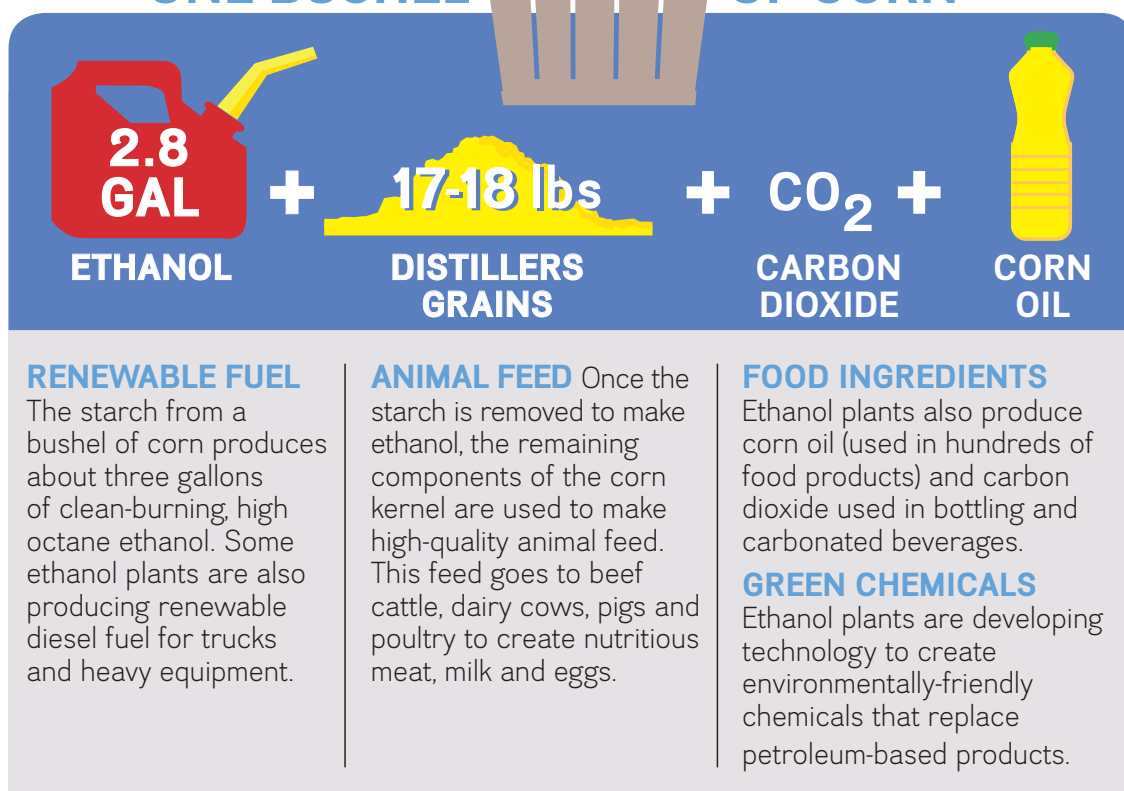 ONE BUSHEL OF CORN
2.8
GAL
+
17-18 lbs
+
CO2
+
ETHANOL
DISTILLERS
GRAINS
CARBON
DIOXIDE
CORN
OIL
RENEWABLE FUEL
The starch from a
bushel of corn produces
about three gallons
of clean-burning, high
octane ethanol. Some
ethanol plants are also
producing renewable
diesel fuel for trucks
and heavy equipment.
ANIMAL FEED Once the
starch is removed to make
ethanol, the remaining
components of the corn
kernel are used to make
high-quality animal feed.
This feed goes to beef
cattle, dairy cows, pigs and
poultry to create nutritious
meat, milk and eggs.
FOOD INGREDIENTS
Ethanol plants also produce
corn oil (used in hundreds of
food products) and carbon
dioxide used in bottling and
carbonated beverages.
GREEN CHEMICALS
Ethanol plants are developing
technology to create
environmentally-friendly
chemicals that replace
petroleum-based products.